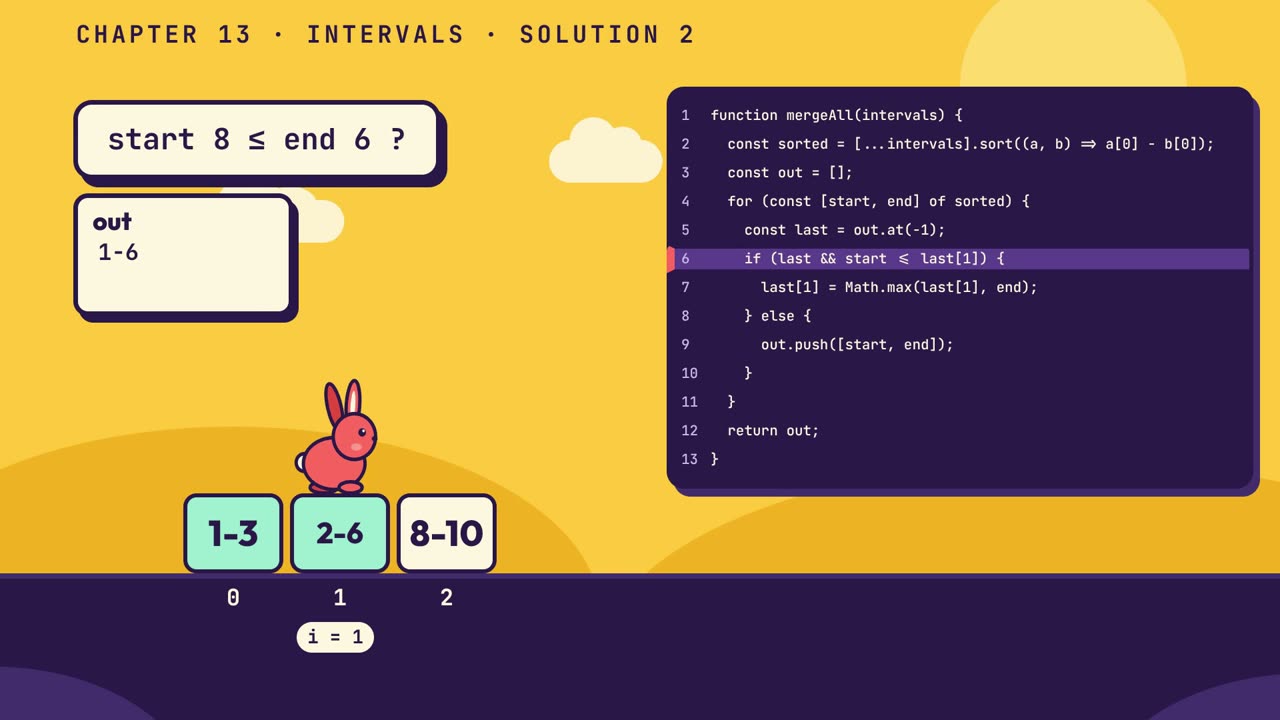 CHAPTER 13 · INTERVALS · SOLUTION 2
start 8 ≤ end 6 ?
out
1-6
1 function mergeAll(intervals) {
2 const sorted = [...intervals].sort((a, b) => a[0] - b[0]);
3 const out = [];
4 for (const [start, end] of sorted) {
5 const last = out.at(-1);
6 if (last && start <= last[1]) {
7 last[1] = Math.max(last[1], end);
8 } else {
9 out.push([start, end]);
10 }
11 }
12 return out;
13 }
1-3 2-6 8-10
0 1 2
i = 1